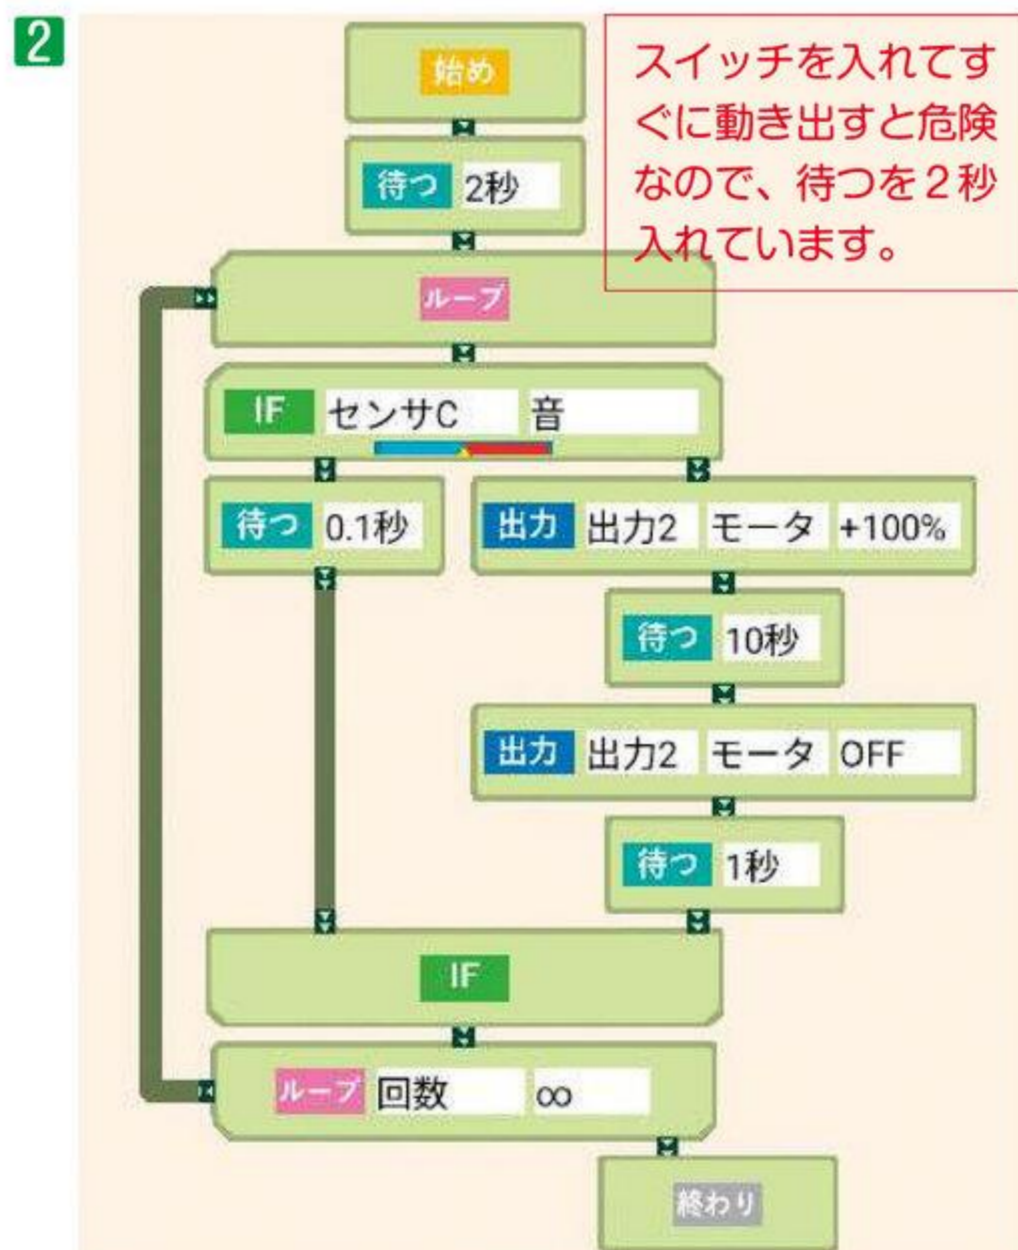 2
始め
スイッチを入れてす
ぐに動き出すと危険
なので、待つを2秒
入れています。
待つ 2秒
ループ
IF センサC 音
待つ 0.1秒
出力 出力2 モータ +100%
待つ 10秒
出力 出力2 モータ OFF
待つ 1秒
IF
ループ 回数 ∞
終わり